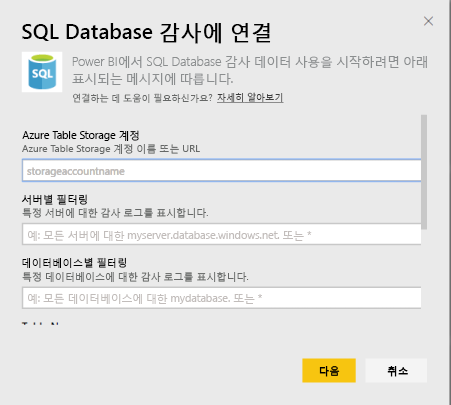 SQL Database 감사에 연결
SQL
Power BI에서 SQL Database 감사 데이터 사용을 시작하려면 아래
표시되는 메시지에 따릅니다.
연결하는 데 도움이 필요하신가요? 자세히 알아보기
Azure Table Storage 계정
Azure Table Storage 계정 이름 또는 URL
storageaccountname
서버별 필터링
특정 서버에 대한 감사 로그를 표시합니다.
예: 모든 서버에 대한 myserver.database.windows.net. 또는 *
데이터베이스별 필터링
특정 데이터베이스에 대한 감사 로그를 표시합니다.
예: 모든 데이터베이스에 대한 mydatabase. 또는 *
다음
취소